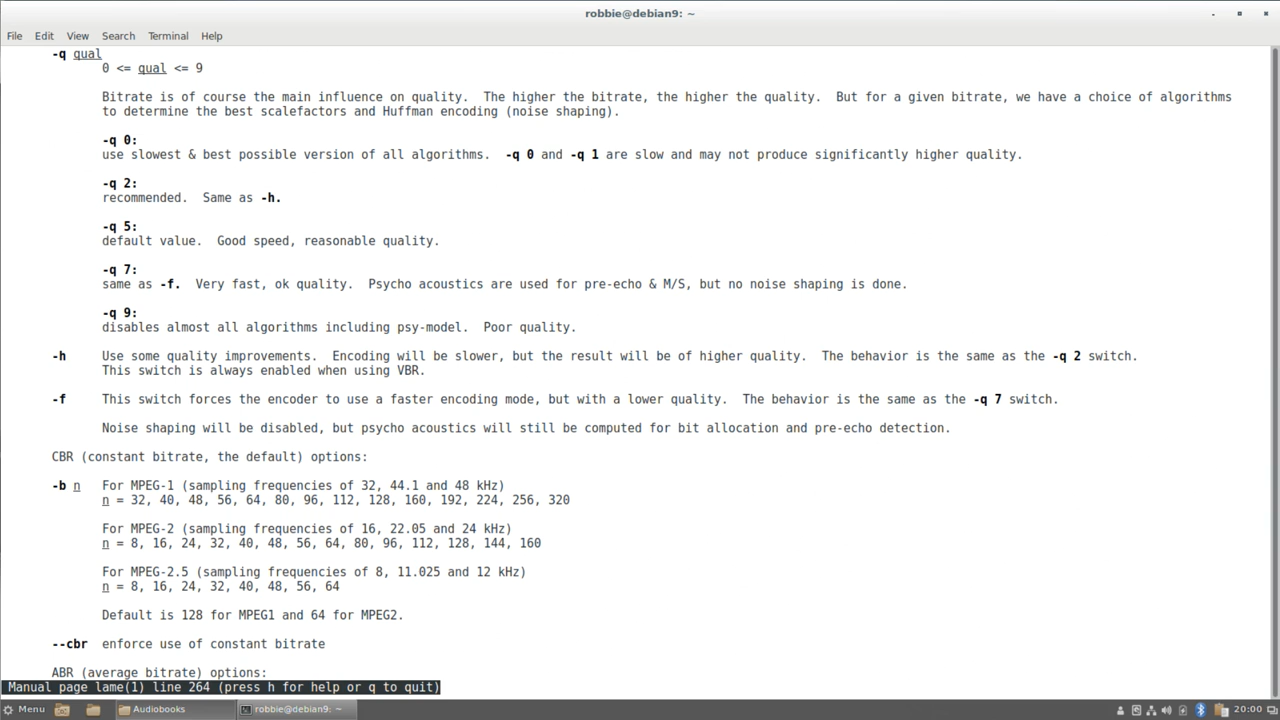 robbie@debian9: ~
File Edit View Search Terminal Help
-q qual
0 <= qual <= 9
Bitrate is of course the main influence on quality.  The higher the bitrate, the higher the quality.  But for a given bitrate, we have a choice of algorithms
to determine the best scalefactors and Huffman encoding (noise shaping).
-q 0:
use slowest & best possible version of all algorithms.  -q 0 and -q 1 are slow and may not produce significantly higher quality.
-q 2:
recommended.  Same as -h.
-q 5:
default value.  Good speed, reasonable quality.
-q 7:
same as -f.  Very fast, ok quality.  Psycho acoustics are used for pre-echo & M/S, but no noise shaping is done.
-q 9:
disables almost all algorithms including psy-model.  Poor quality.
-h Use some quality improvements.  Encoding will be slower, but the result will be of higher quality.  The behavior is the same as the -q 2 switch.
This switch is always enabled when using VBR.
-f This switch forces the encoder to use a faster encoding mode, but with a lower quality.  The behavior is the same as the -q 7 switch.
Noise shaping will be disabled, but psycho acoustics will still be computed for bit allocation and pre-echo detection.
CBR (constant bitrate, the default) options:
-b n For MPEG-1 (sampling frequencies of 32, 44.1 and 48 kHz)
n = 32, 40, 48, 56, 64, 80, 96, 112, 128, 160, 192, 224, 256, 320
For MPEG-2 (sampling frequencies of 16, 22.05 and 24 kHz)
n = 8, 16, 24, 32, 40, 48, 56, 64, 80, 96, 112, 128, 144, 160
For MPEG-2.5 (sampling frequencies of 8, 11.025 and 12 kHz)
n = 8, 16, 24, 32, 40, 48, 56, 64
Default is 128 for MPEG1 and 64 for MPEG2.
--cbr enforce use of constant bitrate
ABR (average bitrate) options:
Manual page lame(1) line 264 (press h for help or q to quit)
Menu Audiobooks robbie@debian9: ~ 20:00